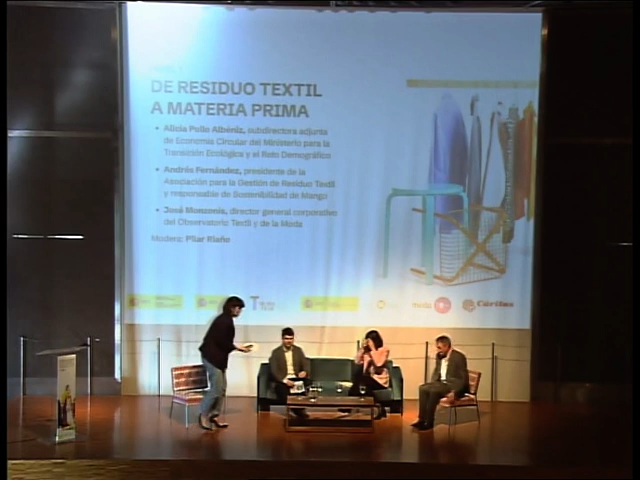 DE RESIDUO TEXTIL
A MATERIA PRIMA
• Alicia Pollo Albéniz, subdirectora adjunta
de Economía Circular del Ministerio para la
Transición Ecológica y el Reto Demográfico
• Andrés Fernández, presidente de la
Asociación para la Gestión de Residuo Textil
y responsable de Sostenibilidad de Mango
• José Monzonís, director general corporativo
del Observatorio Textil y de la Moda
Modera: Pilar Riaño
moda
Cáritas